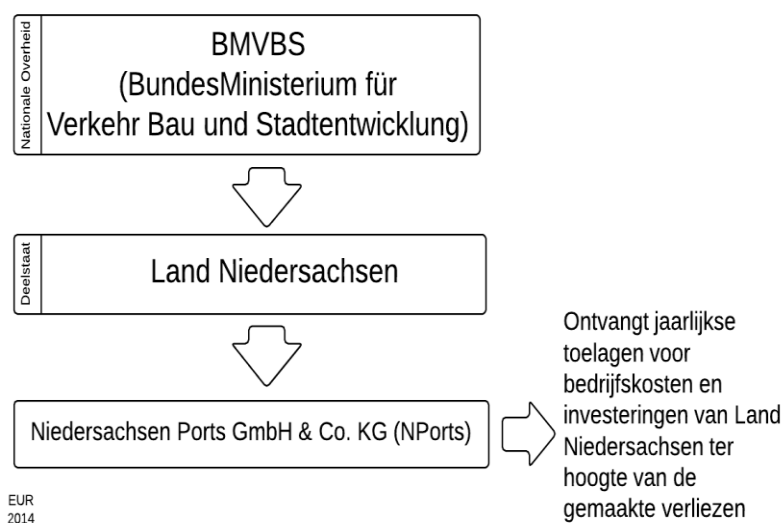 Nationale Overheid
BMVBS
(BundesMinisterium für
Verkehr Bau und Stadtentwicklung)
Deelstaat
Land Niedersachsen
Niedersachsen Ports GmbH & Co. KG (NPorts)
Ontvangt jaarlijkse
toelagen voor
bedrijfskosten en
investeringen van Land
Niedersachsen ter
hoogte van de
gemaakte verliezen
EUR
2014